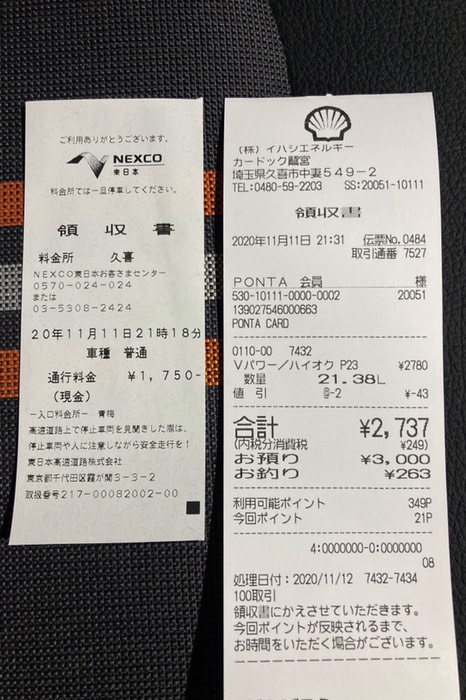 ご利用ありがとうございます。
NEXCO
東日本
料金所では一旦停車してください。
領収書
料金所 久喜
NEXCO東日本お客さまセンター
0570-024-024
または
03-5308-2424
20年11月11日21時18分
車種 普通
通行料金 ¥1,750-
(現金)
-入口料金所- 青梅
高速道路上で停止車両を見聞きした際は、
停止車両や人に注意しながら安全走行を!
東日本高速道路株式会社
東京都千代田区霞が関3-3-2
取扱番号217-00082002-00
(株)イハシエネルギー
カードック鷲宮
埼玉県久喜市中妻549-2
TEL:0480-59-2203 SS:20051-10111
領収書
2020年11月11日 21:31 伝票No.0484
取引通番 7527
PONTA 会員 様
530-10111-0000-0002 20051
139027546000663
PONTA CARD
0110-00 7432
Vパワー/ハイオク P23 ¥2780
数量 21.38L
値 引 @-2 ¥-43
合計 ¥2,737
(内税分消費税 ¥249)
お預り ¥3,000
お釣り ¥263
利用可能ポイント 349P
今回ポイント 21P
4:0000000-0:0000000
08
処理日付:2020/11/12 7432-7434
100取引
領収書にかえさせていただきます。
今回ポイントが反映されるまで、
お時間をいただく場合がございます。